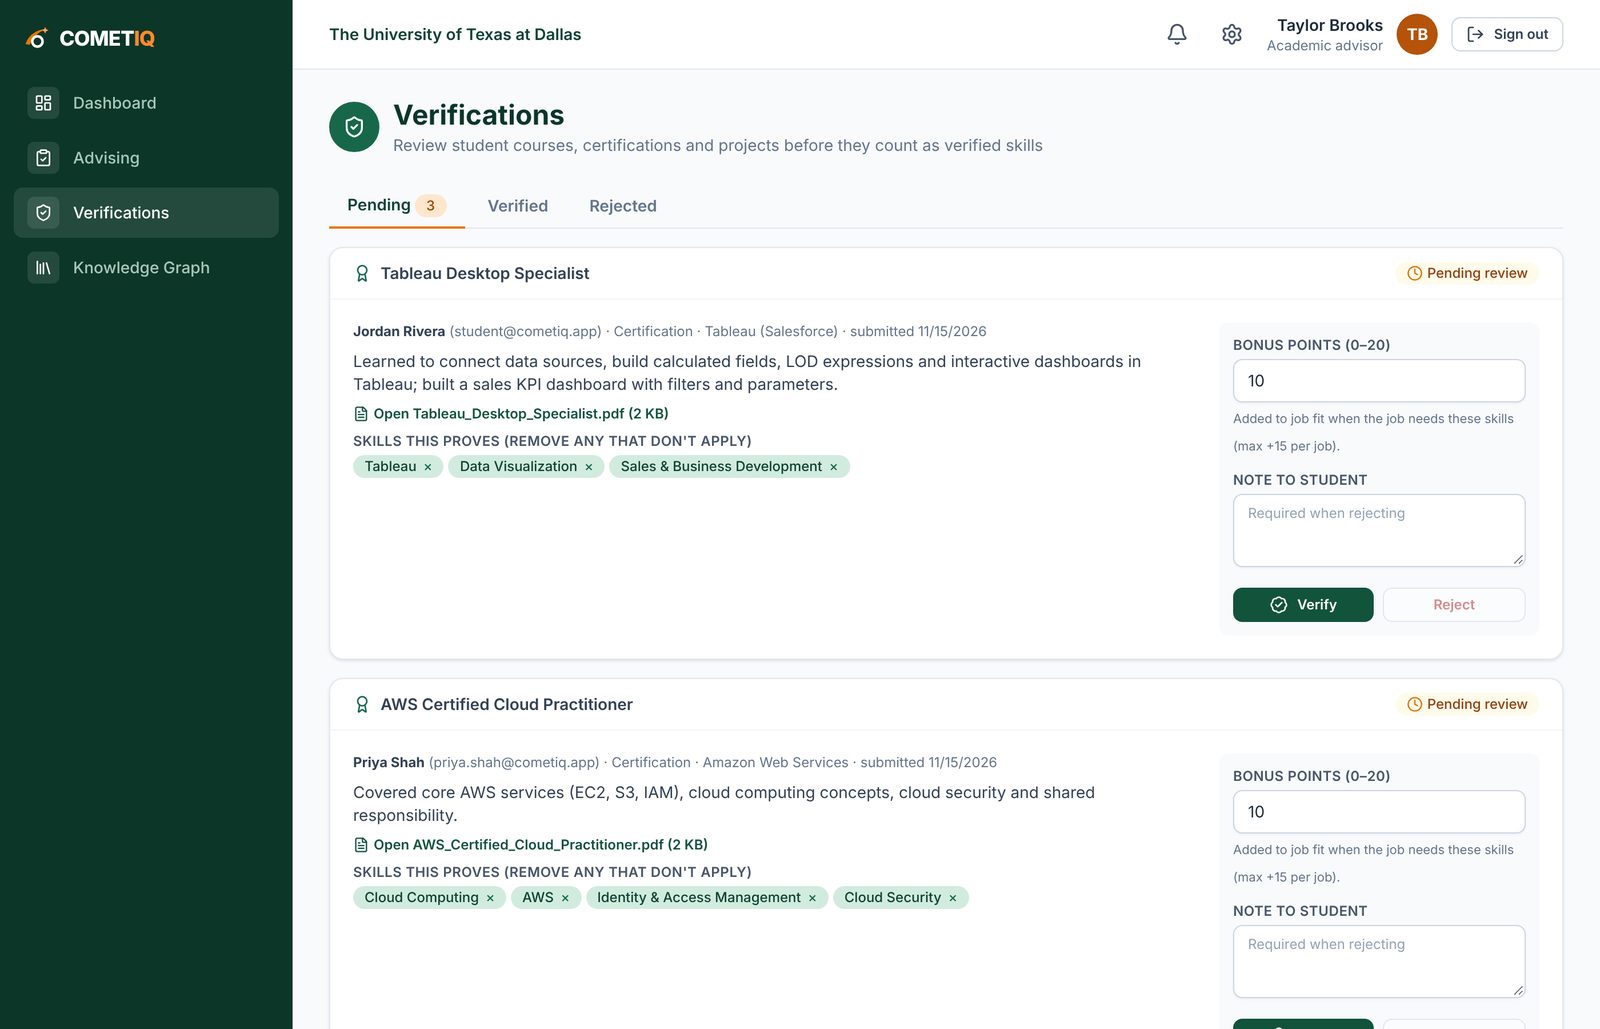 COMETIQ
Dashboard
Advising
Verifications
Knowledge Graph
The University of Texas at Dallas
Taylor Brooks
Academic advisor
TB
Sign out
Verifications
Review student courses, certifications and projects before they count as verified skills
Pending 3
Verified
Rejected
Tableau Desktop Specialist
Pending review
Jordan Rivera (student@cometiq.app) · Certification · Tableau (Salesforce) · submitted 11/15/2026
Learned to connect data sources, build calculated fields, LOD expressions and interactive dashboards in
Tableau; built a sales KPI dashboard with filters and parameters.
Open Tableau_Desktop_Specialist.pdf (2 KB)
SKILLS THIS PROVES (REMOVE ANY THAT DON'T APPLY)
Tableau × Data Visualization × Sales & Business Development ×
BONUS POINTS (0–20)
10
Added to job fit when the job needs these skills
(max +15 per job).
NOTE TO STUDENT
Required when rejecting
Verify
Reject
AWS Certified Cloud Practitioner
Pending review
Priya Shah (priya.shah@cometiq.app) · Certification · Amazon Web Services · submitted 11/15/2026
Covered core AWS services (EC2, S3, IAM), cloud computing concepts, cloud security and shared
responsibility.
Open AWS_Certified_Cloud_Practitioner.pdf (2 KB)
SKILLS THIS PROVES (REMOVE ANY THAT DON'T APPLY)
Cloud Computing × AWS × Identity & Access Management × Cloud Security ×
BONUS POINTS (0–20)
10
Added to job fit when the job needs these skills
(max +15 per job).
NOTE TO STUDENT
Required when rejecting